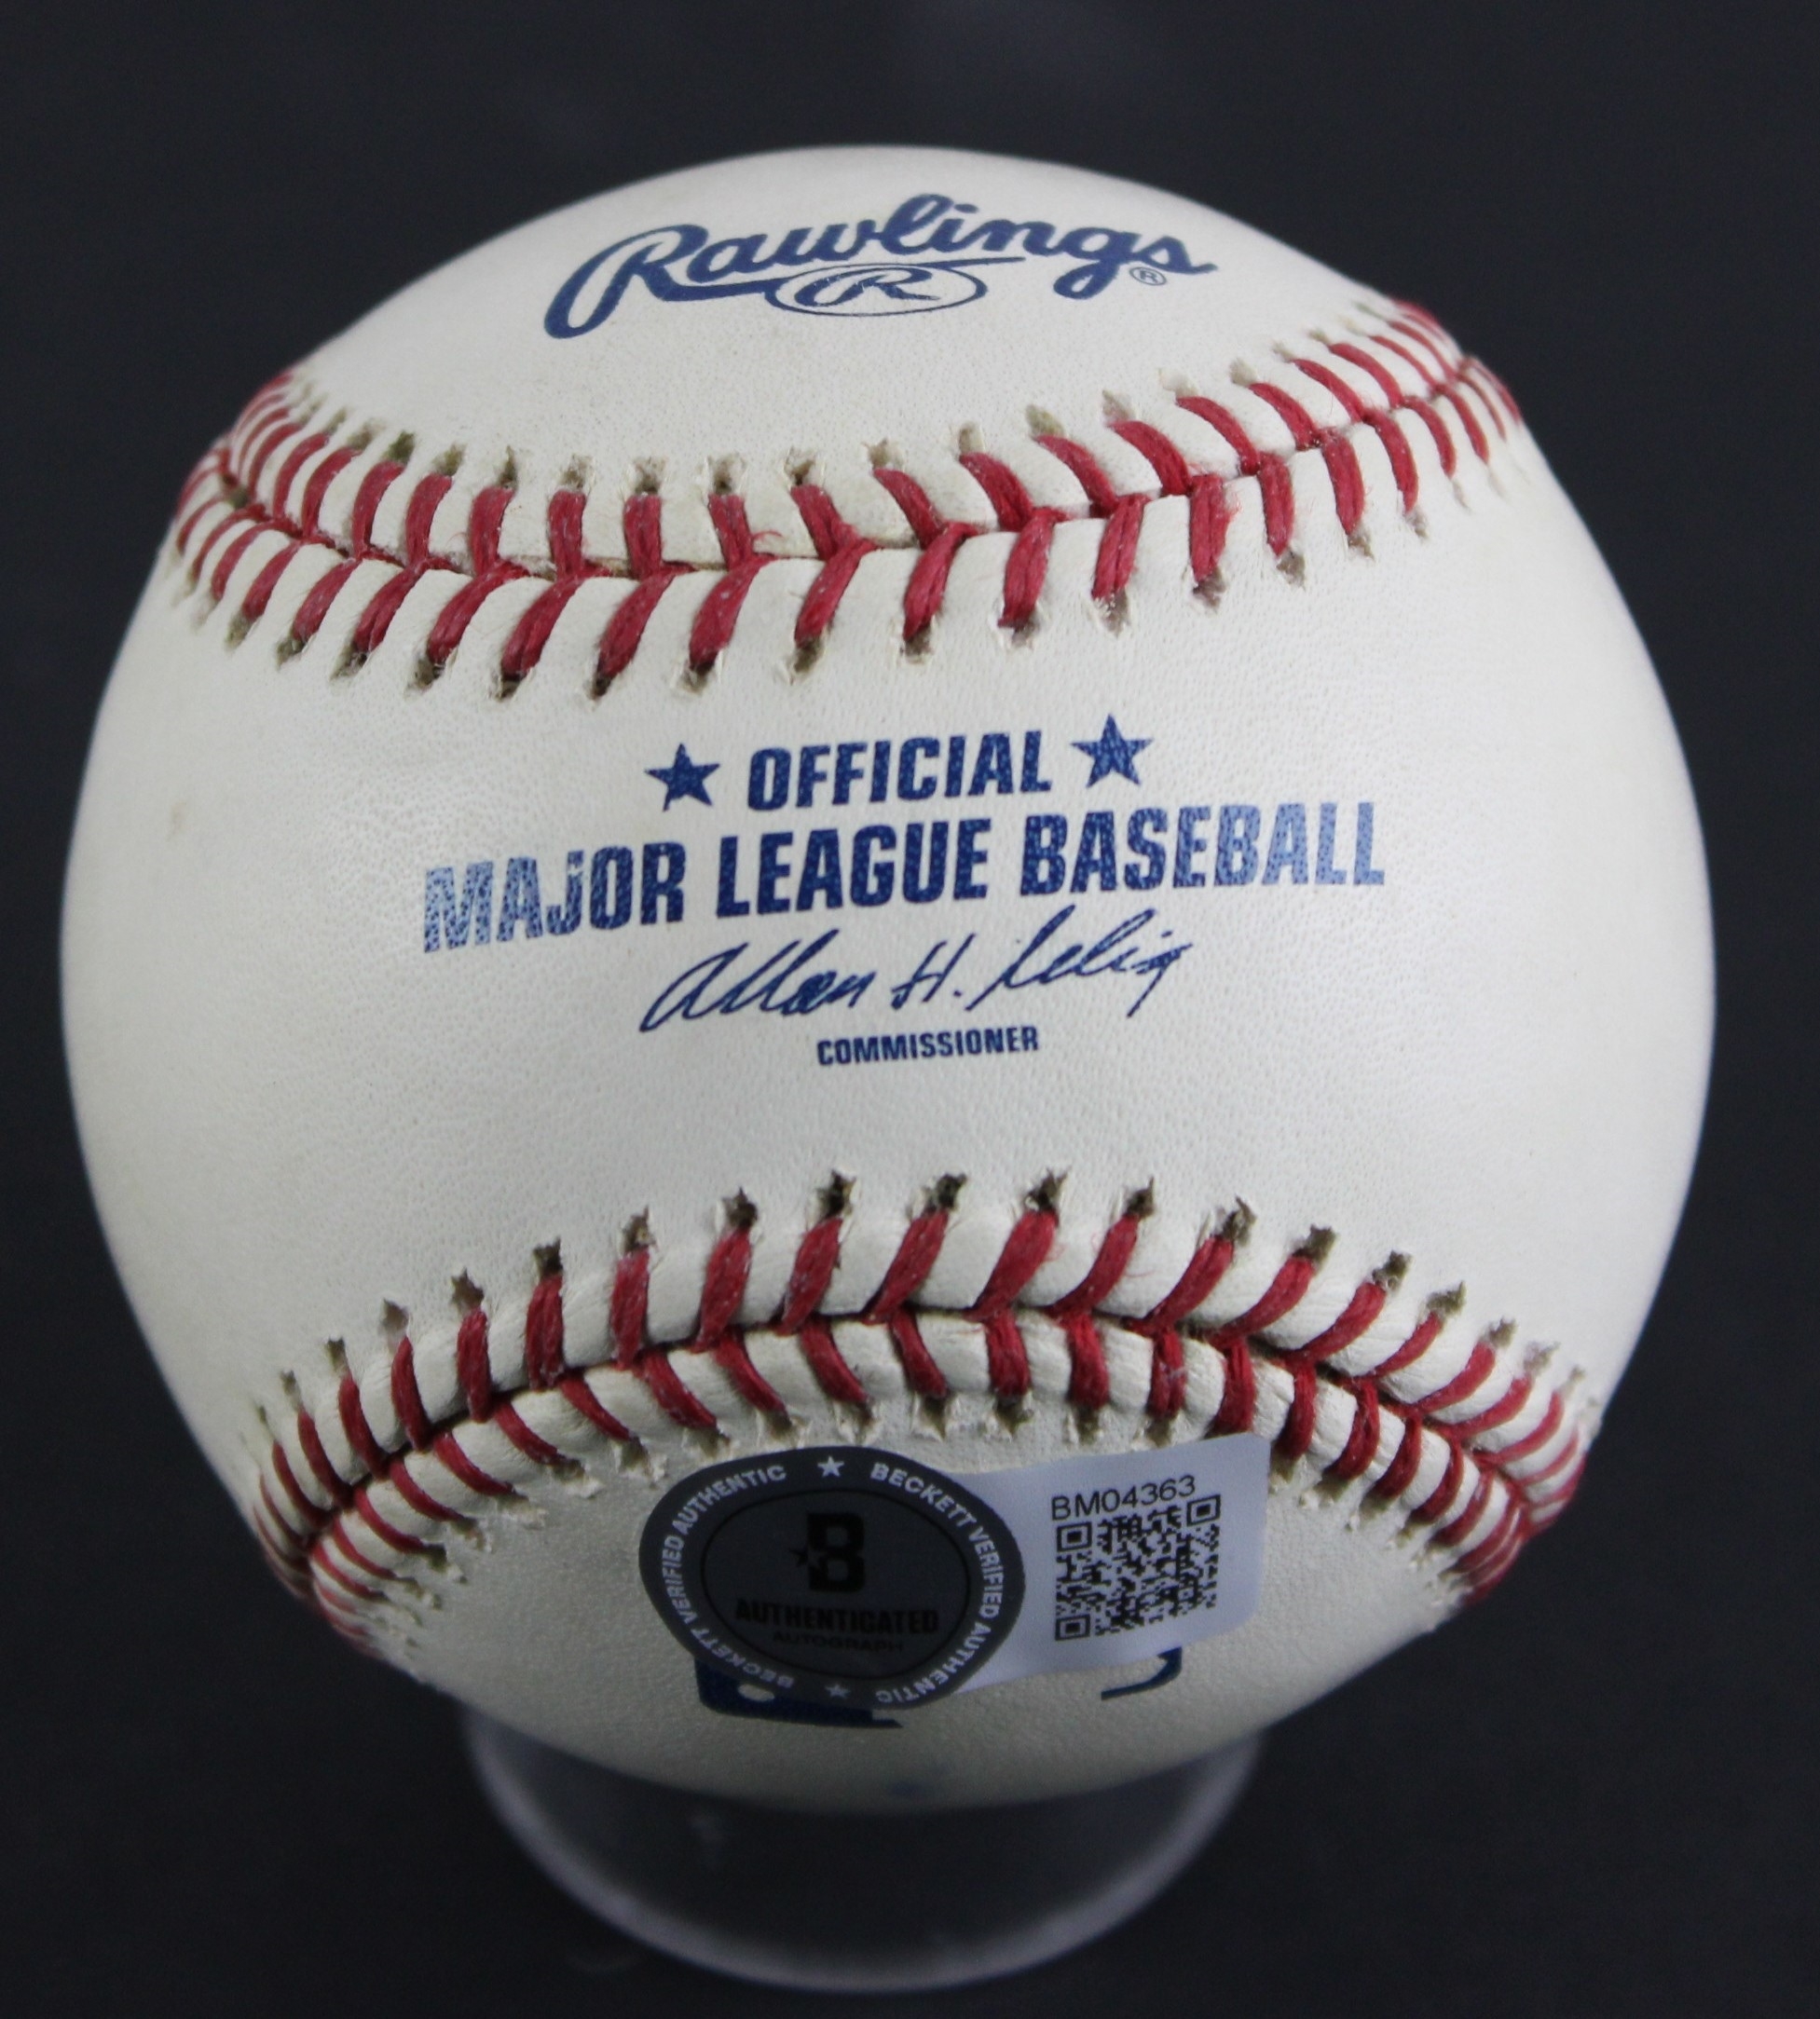 Rawlings ®
R
★ OFFICIAL ★
MAJOR LEAGUE BASEBALL
Allan H. Selig
COMMISSIONER
BECKETT VERIFIED AUTHENTIC ★ BECKETT VERIFIED AUTHENTIC ★
B
AUTHENTICATED
AUTOGRAPH
BM04363